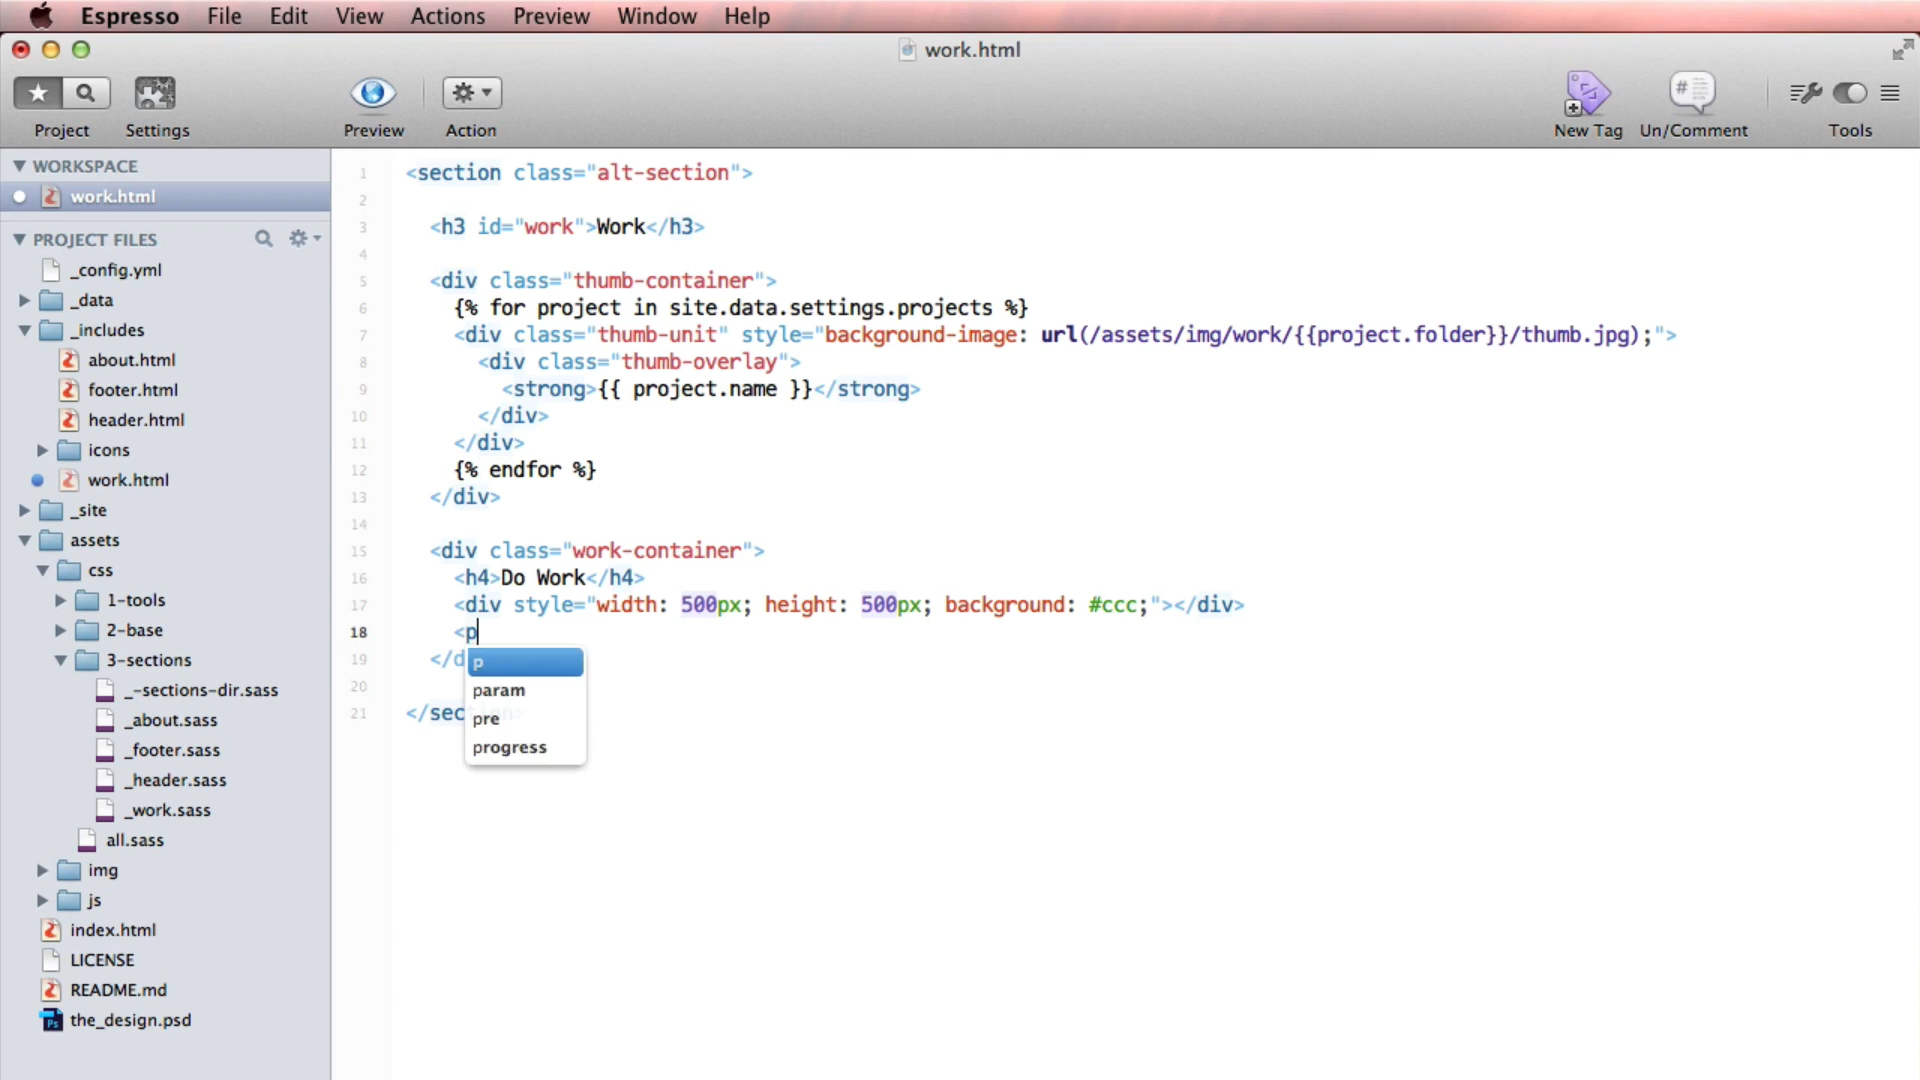 Espresso File Edit View Actions Preview Window Help
work.html
Project Settings Preview Action New Tag # Un/Comment Tools
WORKSPACE
work.html
PROJECT FILES
_config.yml
_data
_includes
about.html
footer.html
header.html
icons
work.html
_site
assets
css
1-tools
2-base
3-sections
_-sections-dir.sass
_about.sass
_footer.sass
_header.sass
_work.sass
all.sass
img
js
index.html
LICENSE
README.md
Ps the_design.psd
1 <section class="alt-section">
2
3 <h3 id="work">Work</h3>
4
5 <div class="thumb-container">
6 {% for project in site.data.settings.projects %}
7 <div class="thumb-unit" style="background-image: url(/assets/img/work/{{project.folder}}/thumb.jpg);">
8 <div class="thumb-overlay">
9 <strong>{{ project.name }}</strong>
10 </div>
11 </div>
12 {% endfor %}
13 </div>
14
15 <div class="work-container">
16 <h4>Do Work</h4>
17 <div style="width: 500px; height: 500px; background: #ccc;"></div>
18 <p
19 </d
20
21 </section>
p
param
pre
progress